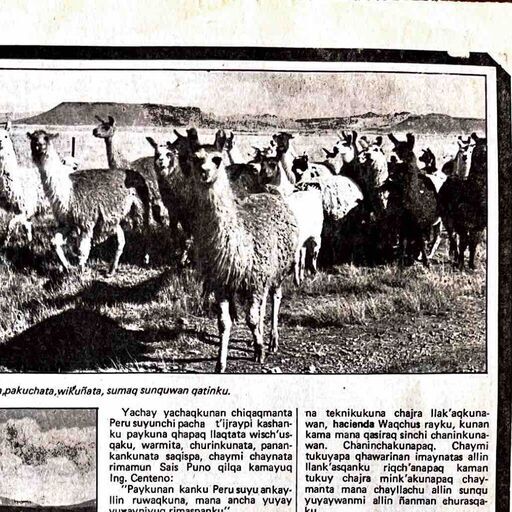 ,pakuchata,wikuñata, sumaq sunquwan qatinku.
Yachay yachaqkunan chiqaqmanta
Peru suyunchi pacha t'ijraypi kashan-
ku paykuna qhapaq llaqtata wisch'us-
qaku, warmita, churinkunata, panan-
kankunata saqispa, chaymi chaynata
rimamun Sais Puno qilqa kamayuq
Ing. Centeno:
"Paykunan kanku Peru suyu ankay-
llin ruwaqkuna, mana ancha yuyay
yuyayniyuq rimaspanku"
na teknikukuna chajra llak'aqkuna-
wan, hacienda Waqchus rayku, kunan
kama mana qasiraq sinchi chaninkuna-
wan. Chaninchakunapaq. Chaymi
tukuyapa qhawarinan imaynatas allin
llank'asqanku riqch'anapaq kaman
tukuy chajra mink'akunapaq chay-
manta mana chayllachu allin sunqu
yuyaywanmi allin ñanman churasqa-
ku.